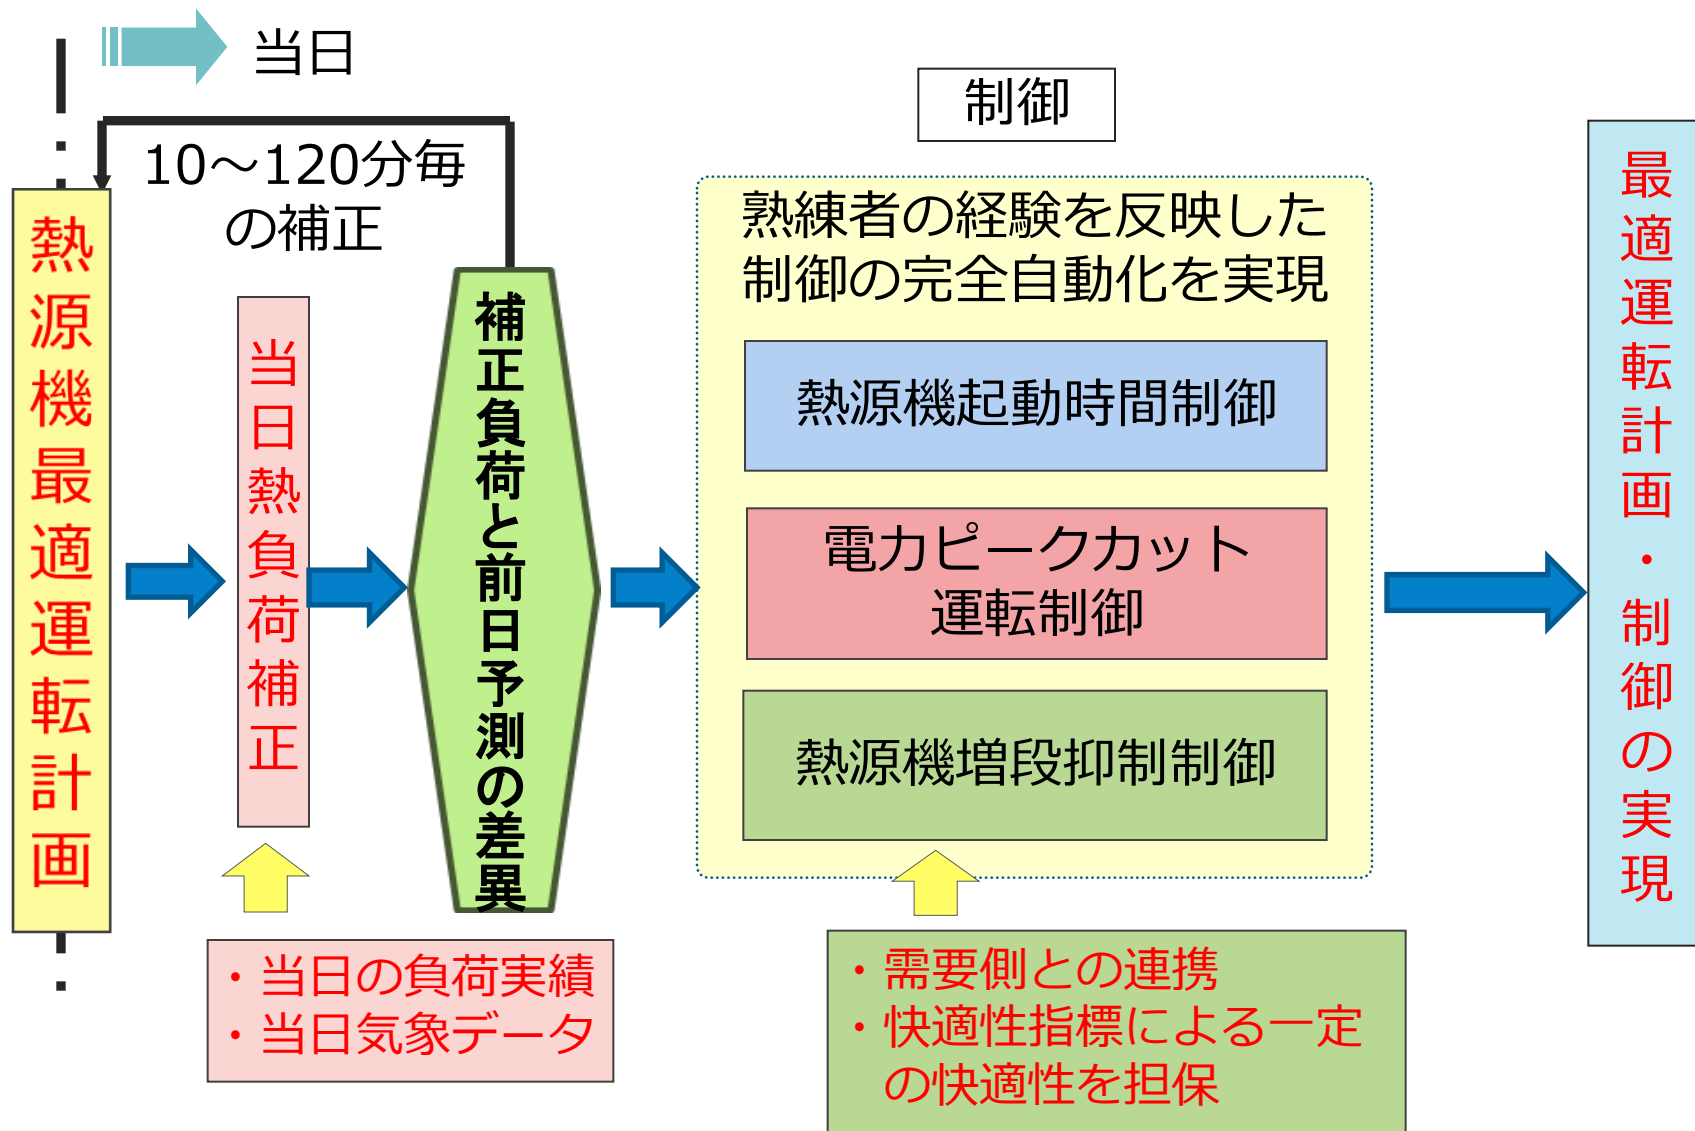 当日
10～120分毎
の補正
熱源機最適運転計画
当日熱負荷補正
補正負荷と前日予測の差異
・当日の負荷実績
・当日気象データ
制御
熟練者の経験を反映した
制御の完全自動化を実現
熱源機起動時間制御
電力ピークカット
運転制御
熱源機増段抑制制御
・需要側との連携
・快適性指標による一定
の快適性を担保
最適運転計画・制御の実現